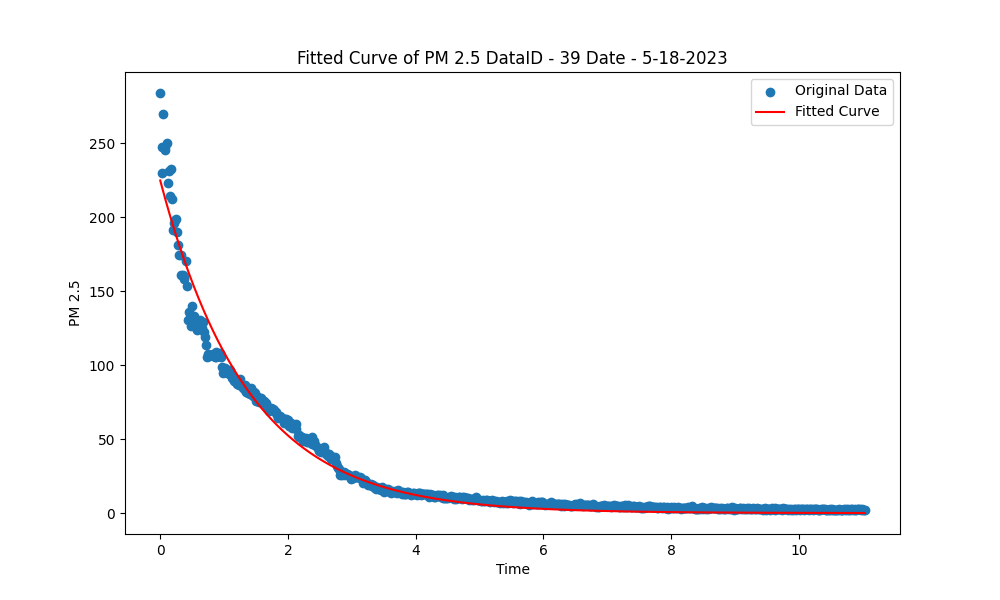 Fitted Curve of PM 2.5 DataID - 39 Date - 5-18-2023
Original Data
Fitted Curve
250
200
150
100
50
0
PM 2.5
0 2 4 6 8 10
Time